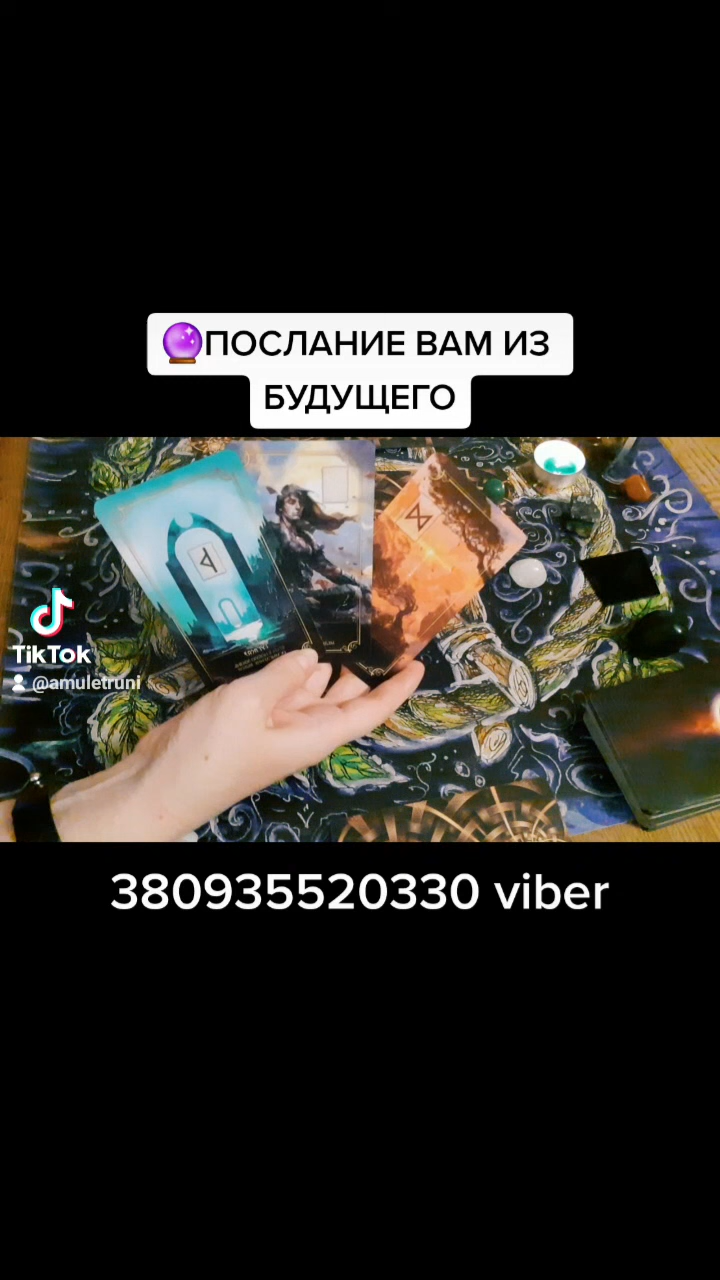 🔮ПОСЛАНИЕ ВАМ ИЗ
БУДУЩЕГО
TikTok
@amuletruni
380935520330 viber